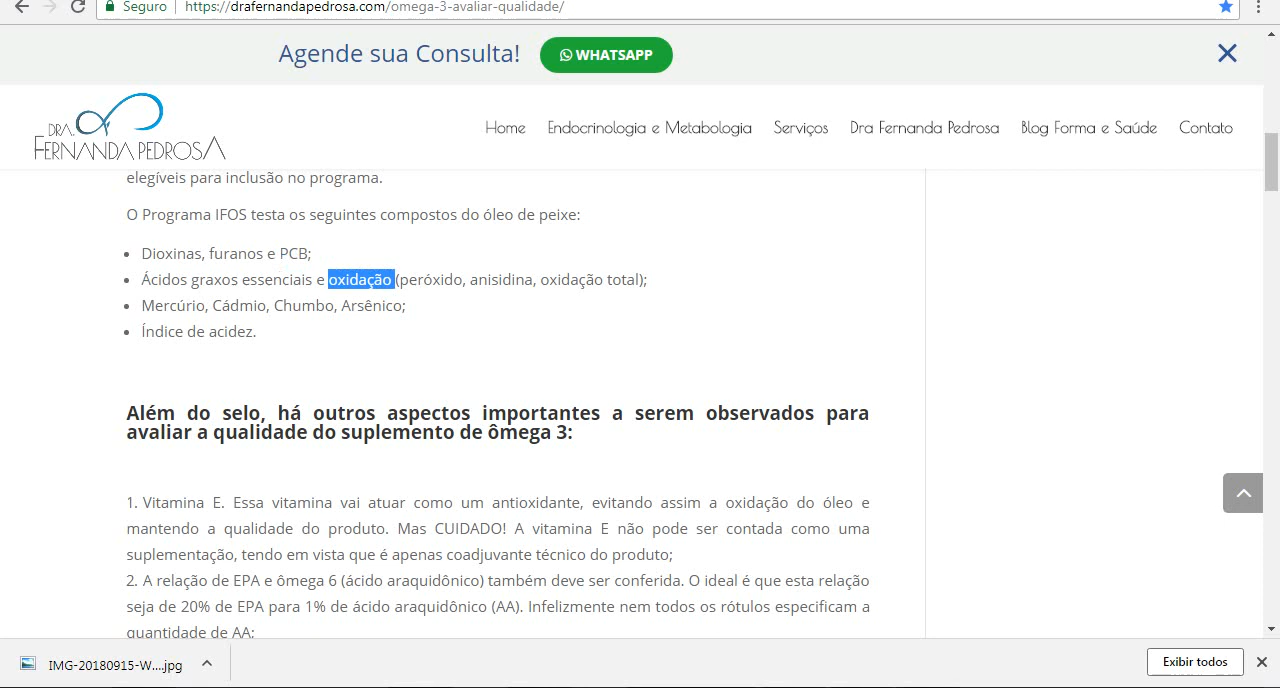 Seguro
https://drafernandapedrosa.com/omega-3-avaliar-qualidade/
Agende sua Consulta!
WHATSAPP
DRA.
FERNANDA PEDROSA
Home
Endocrinologia e Metabologia
Serviços
Dra Fernanda Pedrosa
Blog Forma e Saúde
Contato
elegíveis para inclusão no programa.
O Programa IFOS testa os seguintes compostos do óleo de peixe:
• Dioxinas, furanos e PCB;
• Ácidos graxos essenciais e oxidação (peróxido, anisidina, oxidação total);
• Mercúrio, Cádmio, Chumbo, Arsênico;
• Índice de acidez.
Além do selo, há outros aspectos importantes a serem observados para
avaliar a qualidade do suplemento de ômega 3:
1. Vitamina E. Essa vitamina vai atuar como um antioxidante, evitando assim a oxidação do óleo e
mantendo a qualidade do produto. Mas CUIDADO! A vitamina E não pode ser contada como uma
suplementação, tendo em vista que é apenas coadjuvante técnico do produto;
2. A relação de EPA e ômega 6 (ácido araquidônico) também deve ser conferida. O ideal é que esta relação
seja de 20% de EPA para 1% de ácido araquidônico (AA). Infelizmente nem todos os rótulos especificam a
quantidade de AA;
IMG-20180915-W....jpg
Exibir todos